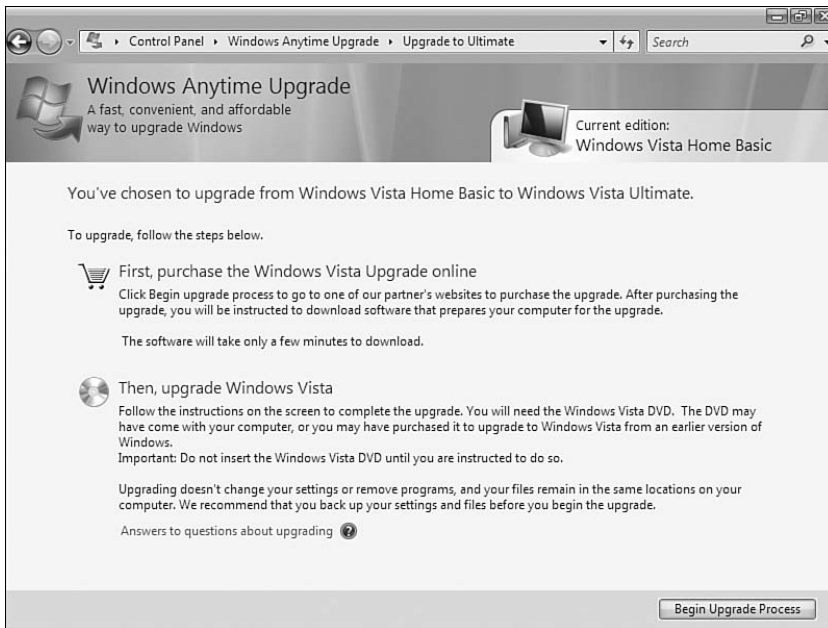 Control Panel Windows Anytime Upgrade Upgrade to Ultimate
Search
Windows Anytime Upgrade
A fast, convenient, and affordable
way to upgrade Windows
Current edition:
Windows Vista Home Basic
You've chosen to upgrade from Windows Vista Home Basic to Windows Vista Ultimate.
To upgrade, follow the steps below.
First, purchase the Windows Vista Upgrade online
Click Begin upgrade process to go to one of our partner's websites to purchase the upgrade. After purchasing the
upgrade, you will be instructed to download software that prepares your computer for the upgrade.
The software will take only a few minutes to download.
Then, upgrade Windows Vista
Follow the instructions on the screen to complete the upgrade. You will need the Windows Vista DVD. The DVD may
have come with your computer, or you may have purchased it to upgrade to Windows Vista from an earlier version of
Windows.
Important: Do not insert the Windows Vista DVD until you are instructed to do so.
Upgrading doesn't change your settings or remove programs, and your files remain in the same locations on your
computer. We recommend that you back up your settings and files before you begin the upgrade.
Answers to questions about upgrading ?
Begin Upgrade Process